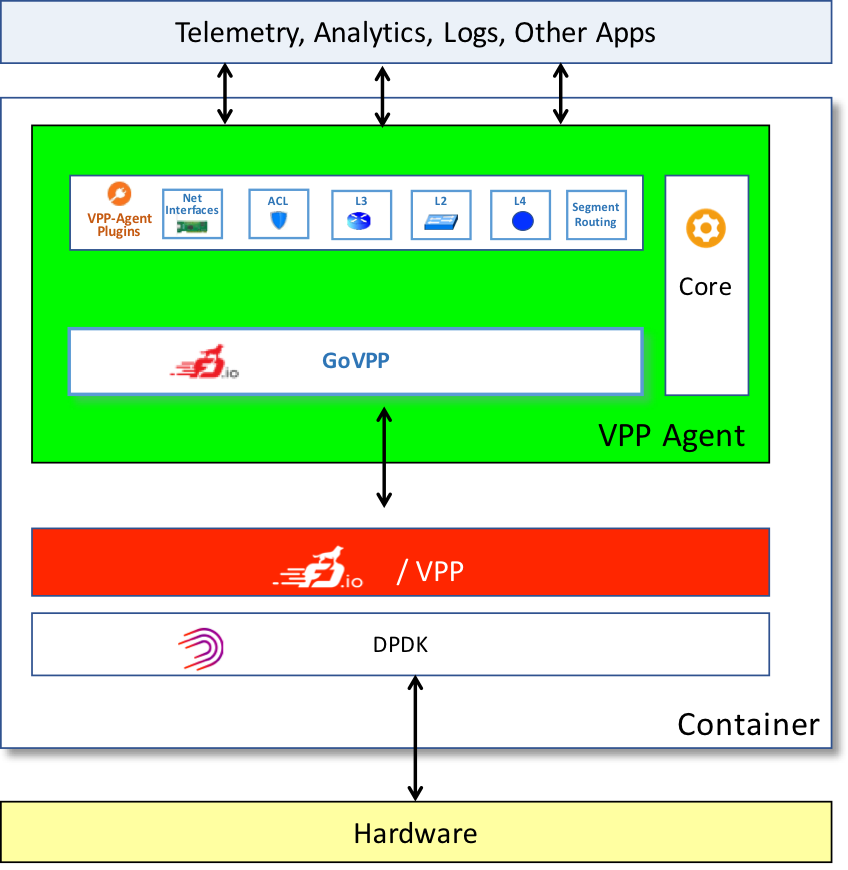 Telemetry, Analytics, Logs, Other Apps
VPP-Agent
Plugins
Net
Interfaces
ACL
L3
L2
L4
Segment
Routing
Core
.io
GoVPP
VPP Agent
.io / VPP
DPDK
Container
Hardware